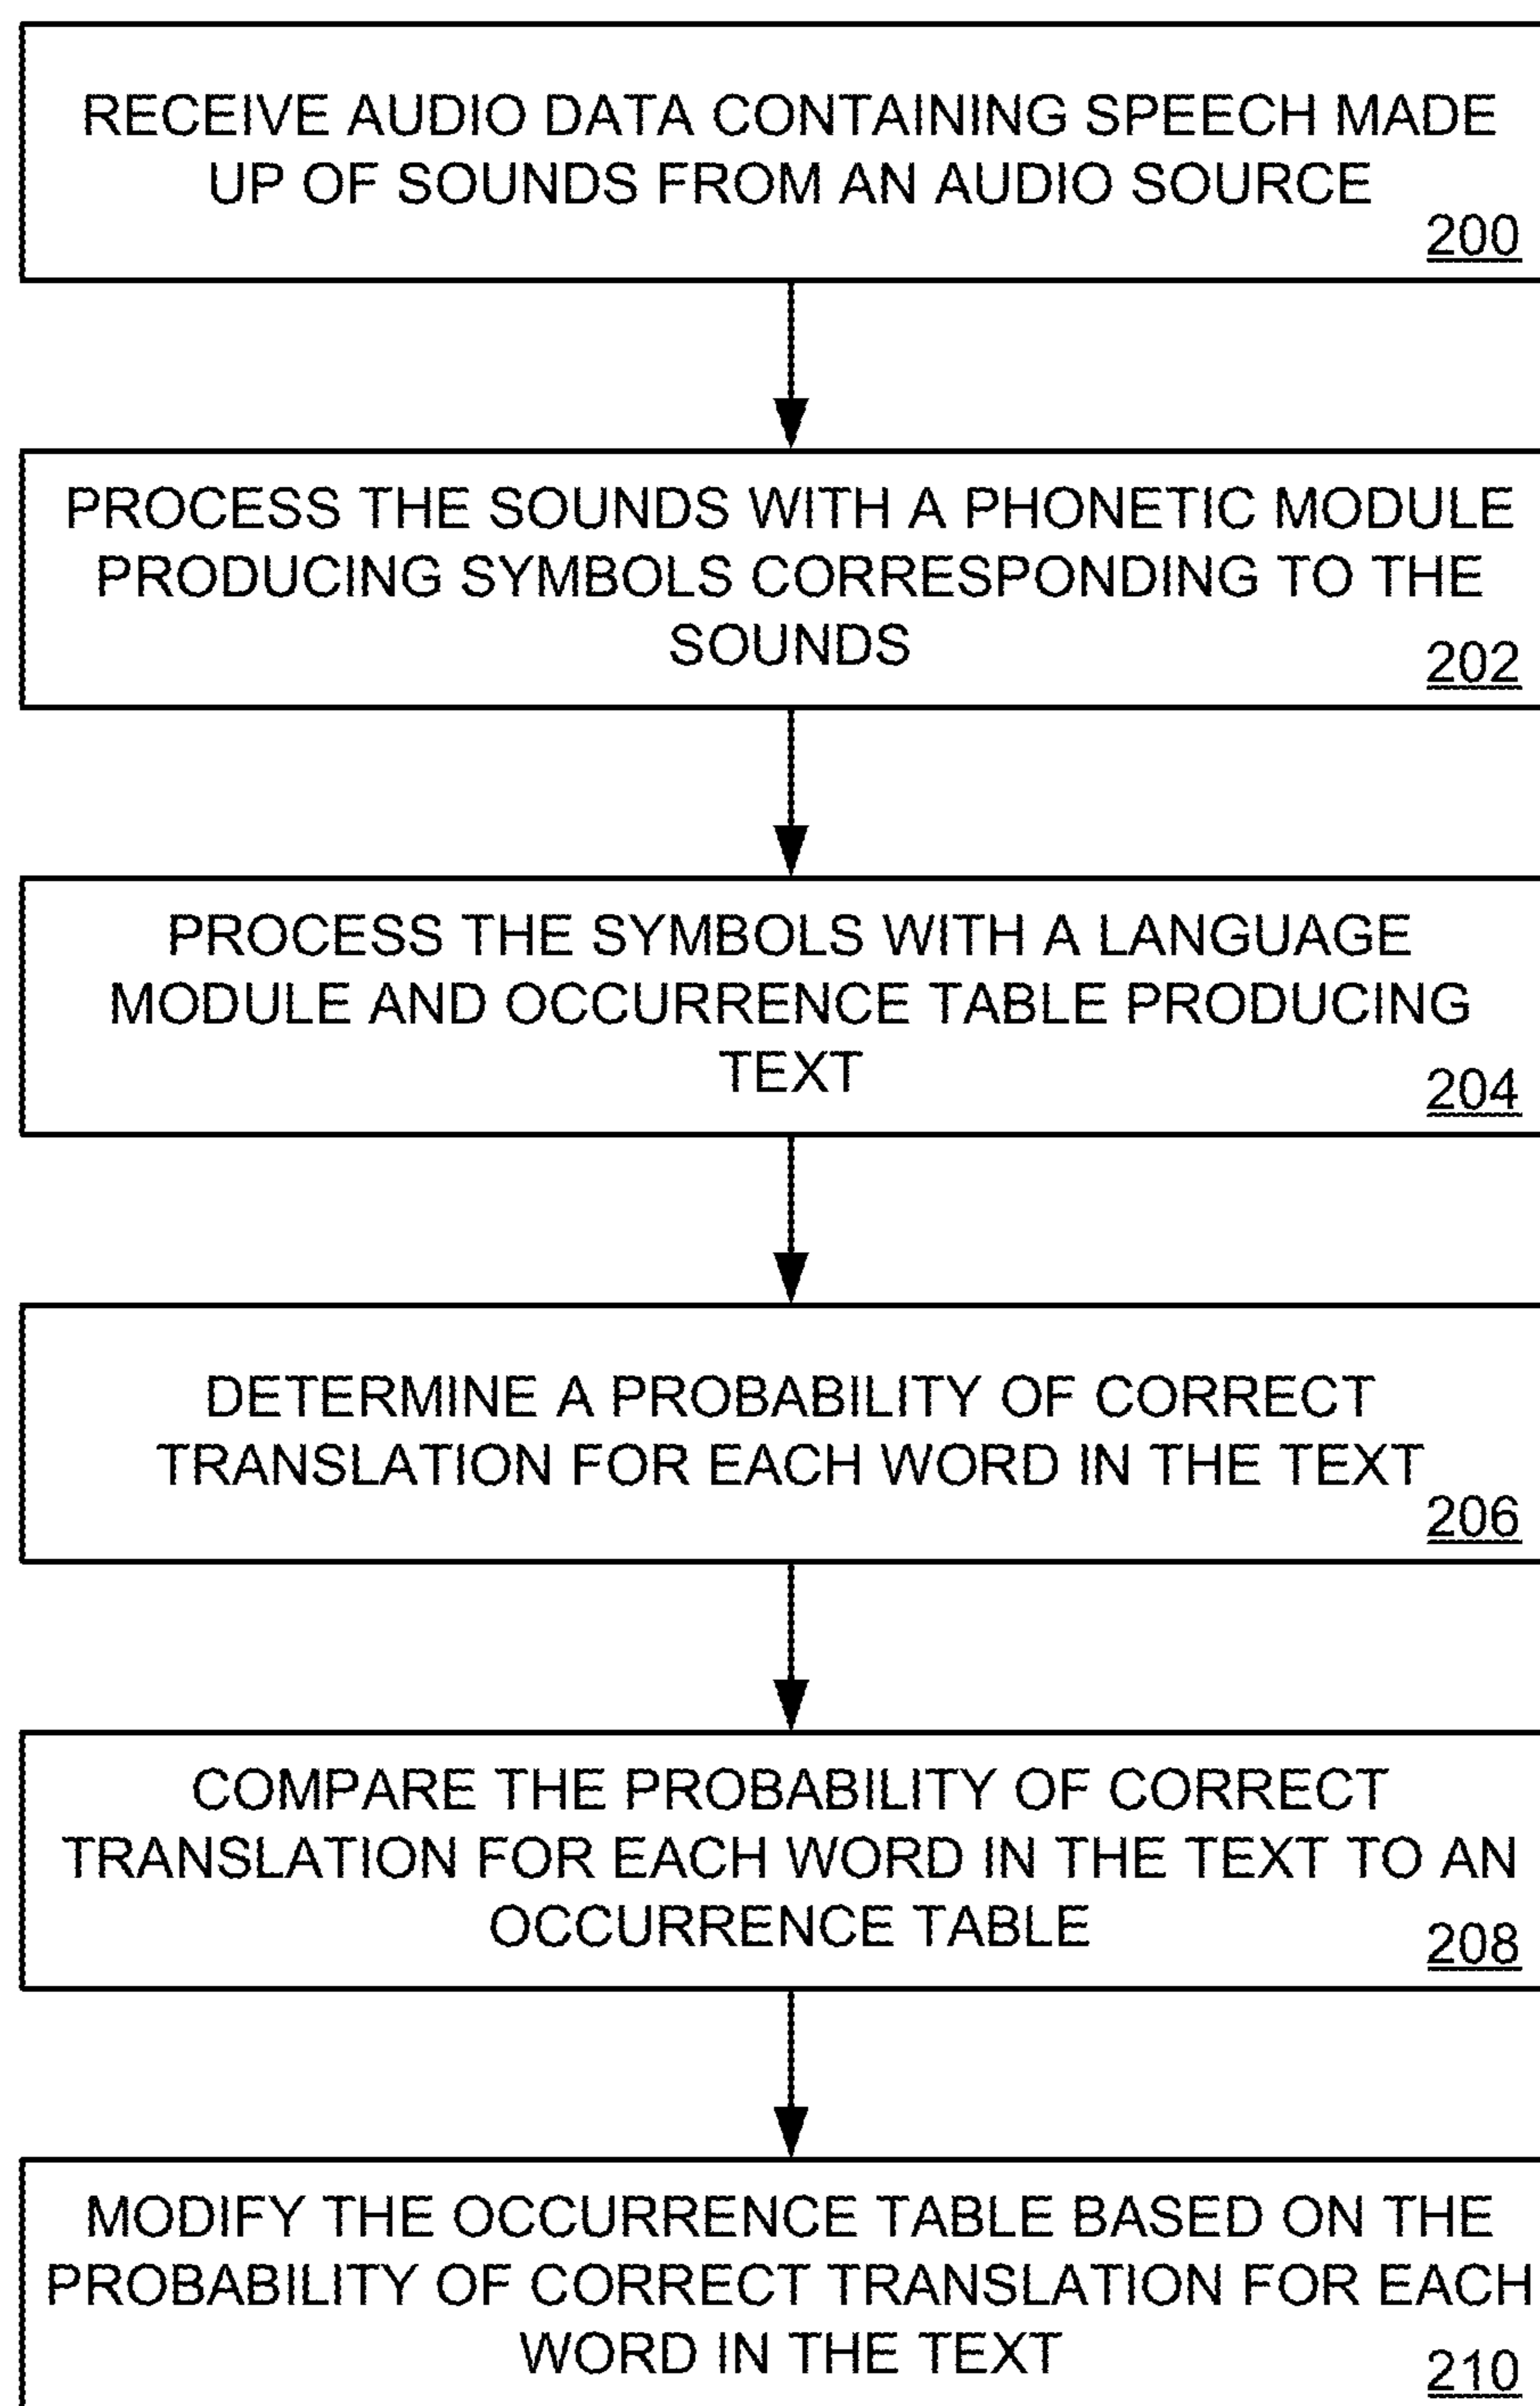 RECEIVE AUDIO DATA CONTAINING SPEECH MADE
UP OF SOUNDS FROM AN AUDIO SOURCE
200
PROCESS THE SOUNDS WITH A PHONETIC MODULE
PRODUCING SYMBOLS CORRESPONDING TO THE
SOUNDS
202
PROCESS THE SYMBOLS WITH A LANGUAGE
MODULE AND OCCURRENCE TABLE PRODUCING
TEXT
204
DETERMINE A PROBABILITY OF CORRECT
TRANSLATION FOR EACH WORD IN THE TEXT
206
COMPARE THE PROBABILITY OF CORRECT
TRANSLATION FOR EACH WORD IN THE TEXT TO AN
OCCURRENCE TABLE
208
MODIFY THE OCCURRENCE TABLE BASED ON THE
PROBABILITY OF CORRECT TRANSLATION FOR EACH
WORD IN THE TEXT
210